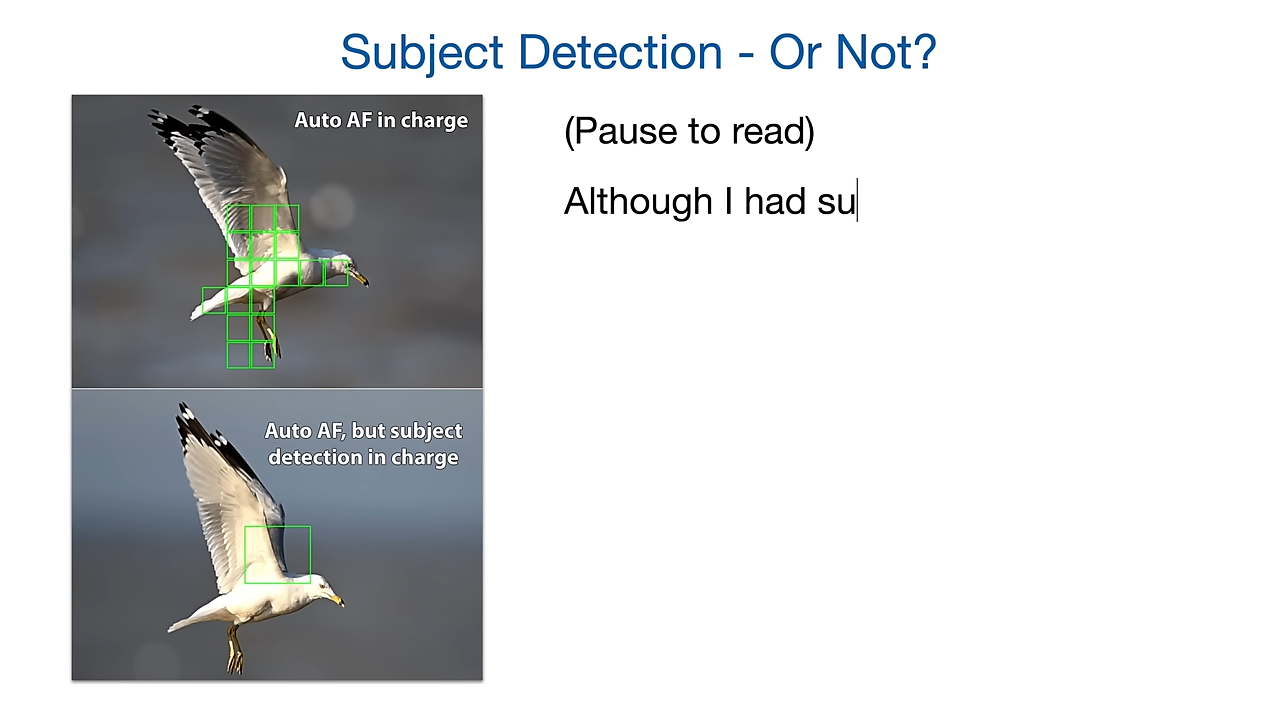 Subject Detection - Or Not?
Auto AF in charge
(Pause to read)
Although I had su
Auto AF, but subject
detection in charge